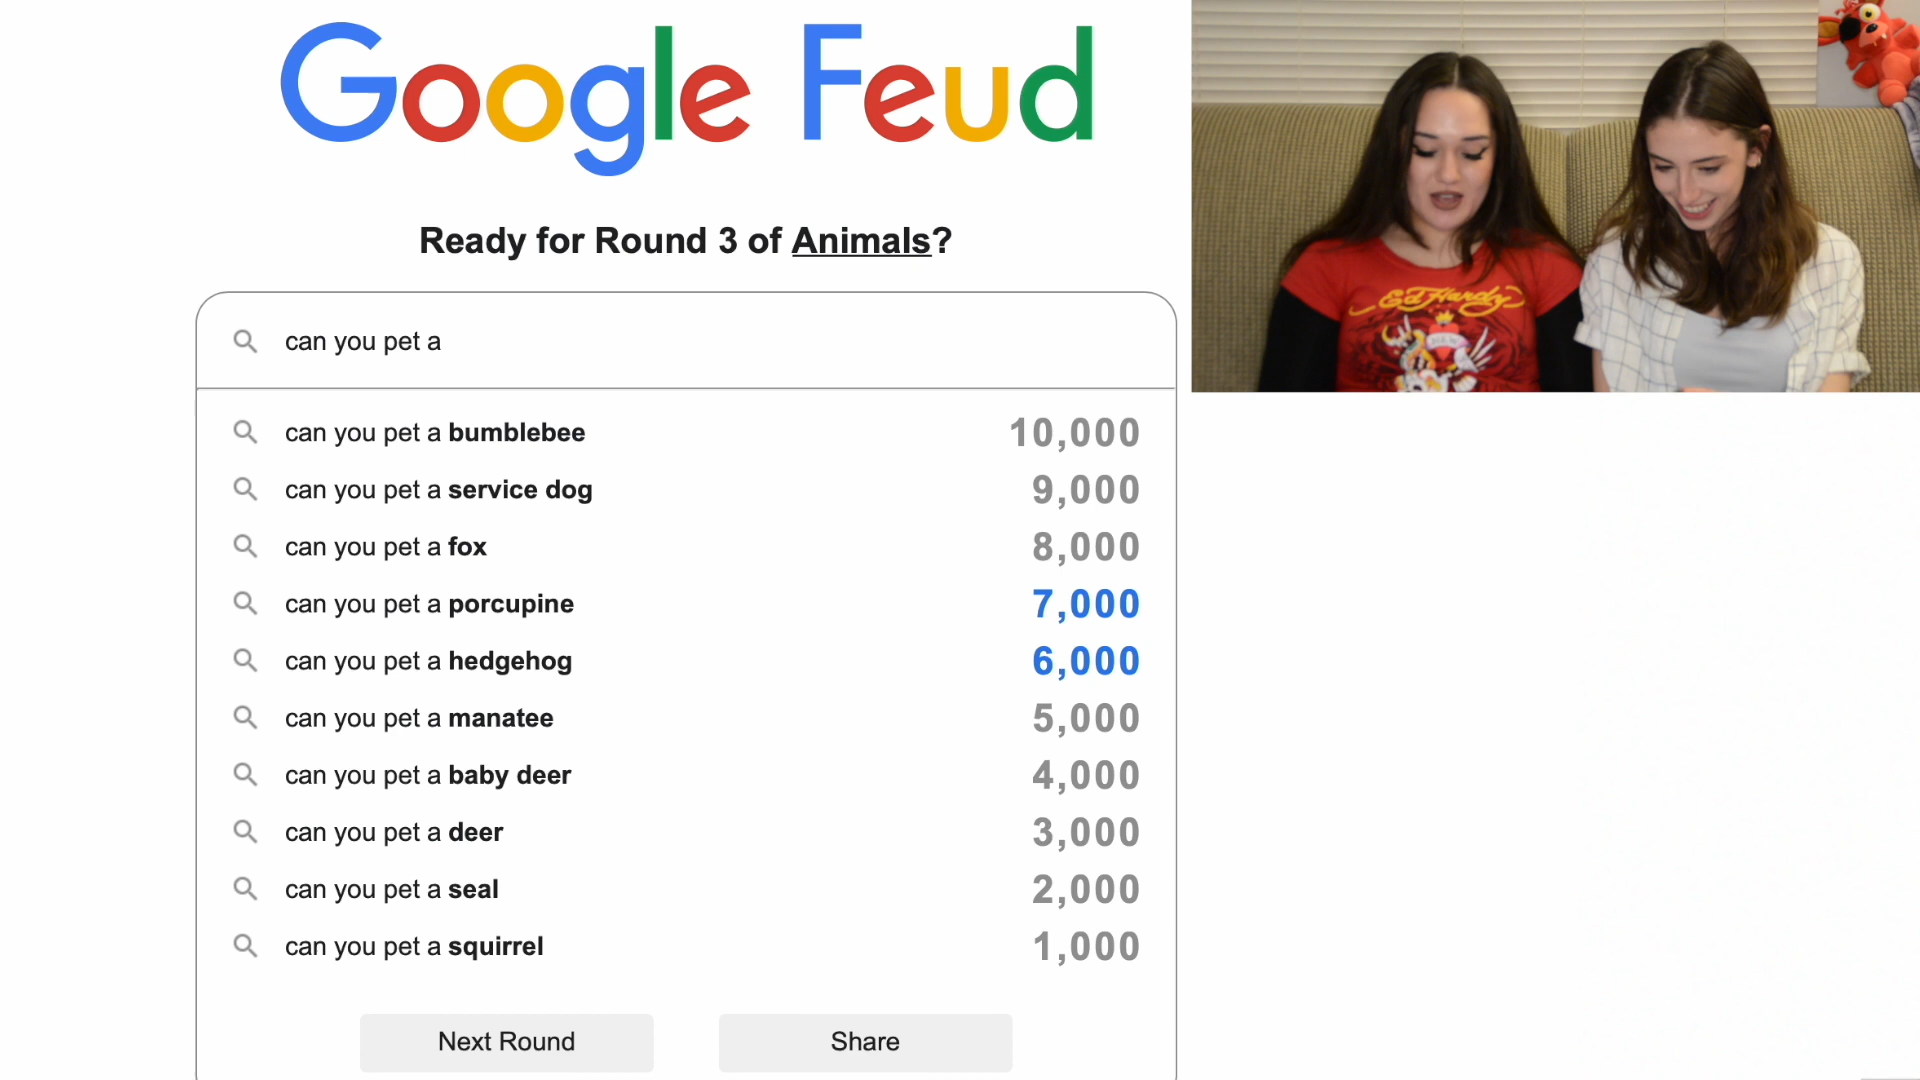 Google Feud
Ready for Round 3 of Animals?
can you pet a
can you pet a bumblebee 10,000
can you pet a service dog 9,000
can you pet a fox 8,000
can you pet a porcupine 7,000
can you pet a hedgehog 6,000
can you pet a manatee 5,000
can you pet a baby deer 4,000
can you pet a deer 3,000
can you pet a seal 2,000
can you pet a squirrel 1,000
Next Round Share
Ed Hardy